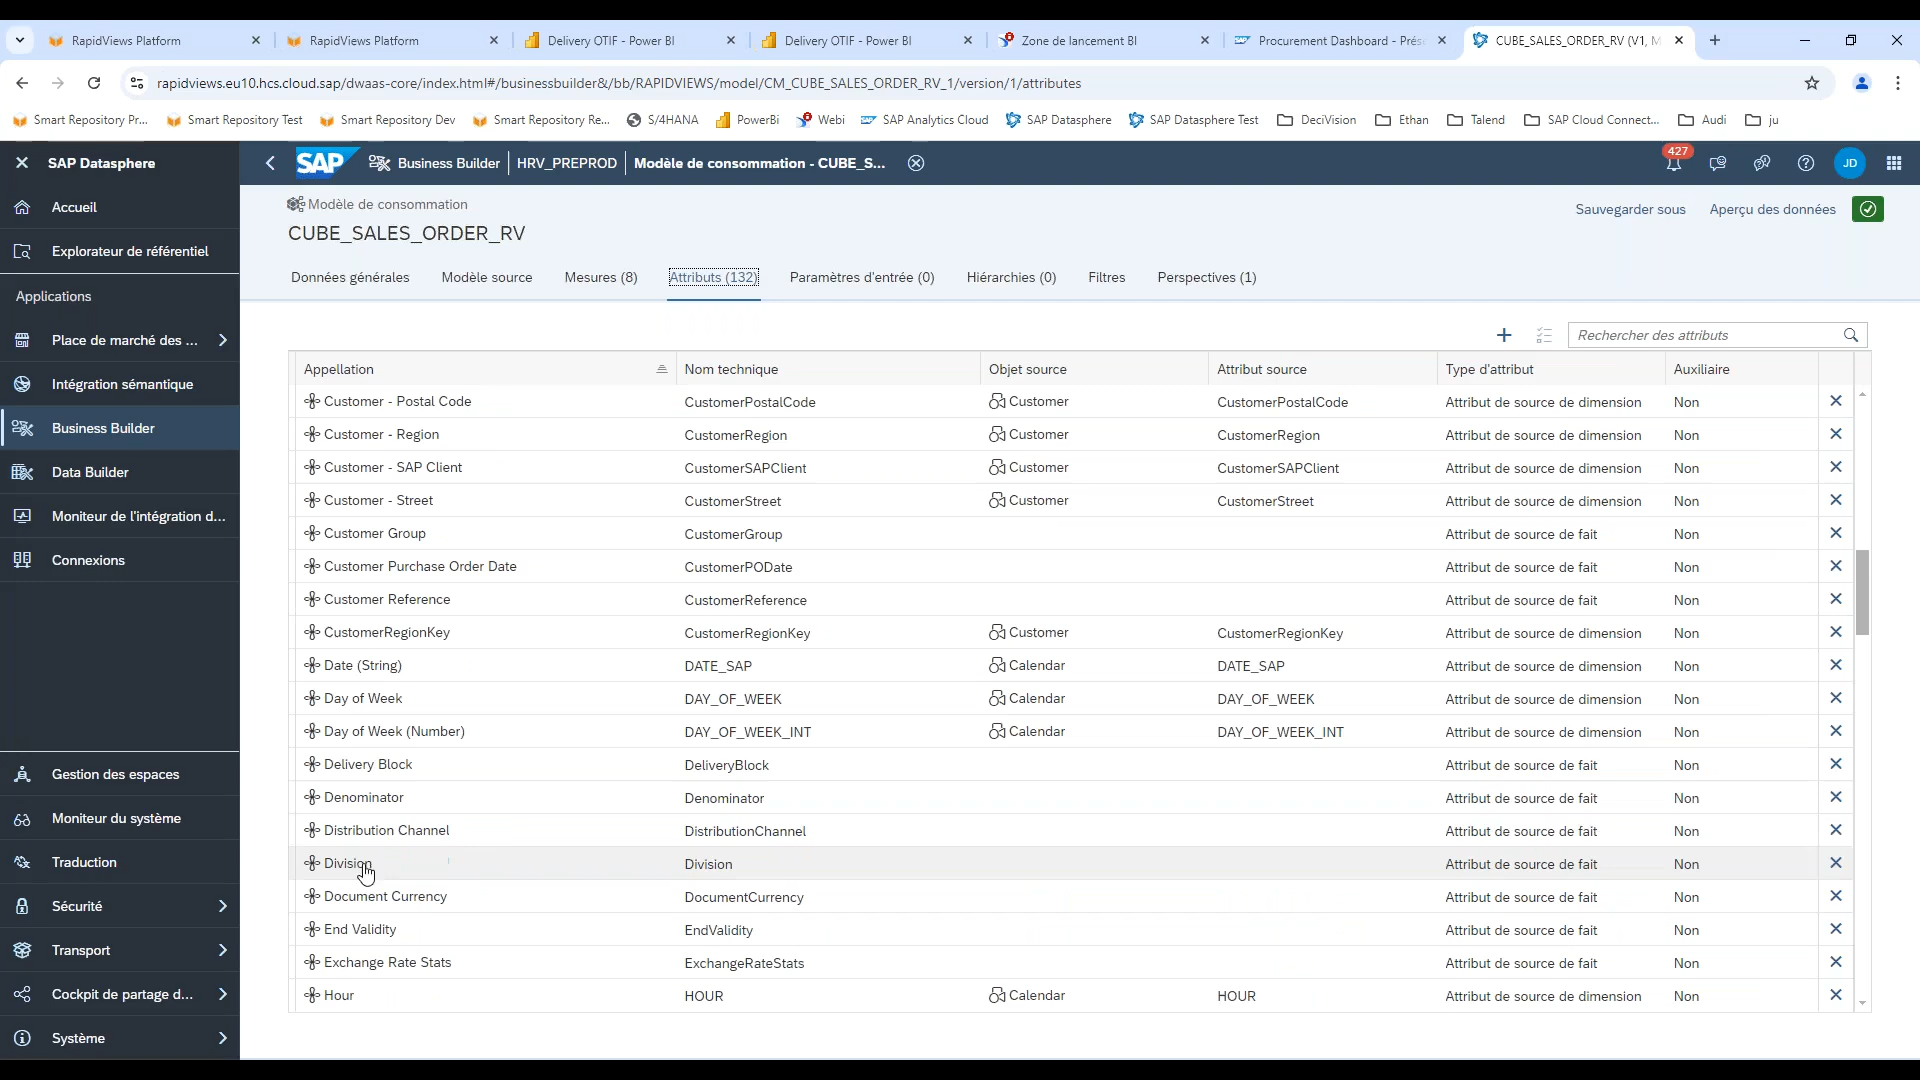 RapidViews Platform
RapidViews Platform
Delivery OTIF - Power BI
Delivery OTIF - Power BI
Zone de lancement BI
Procurement Dashboard - Prése
CUBE_SALES_ORDER_RV (V1, M
rapidviews.eu10.hcs.cloud.sap/dwaas-core/index.html#/businessbuilder&/bb/RAPIDVIEWS/model/CM_CUBE_SALES_ORDER_RV_1/version/1/attributes
Smart Repository Pr... Smart Repository Test Smart Repository Dev Smart Repository Re... S/4HANA PowerBi Webi SAP Analytics Cloud SAP Datasphere SAP Datasphere Test DeciVision Ethan Talend SAP Cloud Connect... Audi ju
SAP Datasphere
SAP Business Builder HRV_PREPROD Modèle de consommation - CUBE_S... 427 JD
Accueil
Explorateur de référentiel
Applications
Place de marché des ...
Intégration sémantique
Business Builder
Data Builder
Moniteur de l'intégration d...
Connexions
Gestion des espaces
Moniteur du système
Traduction
Sécurité
Transport
Cockpit de partage d...
Système
Modèle de consommation
CUBE_SALES_ORDER_RV
Sauvegarder sous Aperçu des données
Données générales Modèle source Mesures (8) Attributs (132) Paramètres d'entrée (0) Hiérarchies (0) Filtres Perspectives (1)
Rechercher des attributs
Appellation Nom technique Objet source Attribut source Type d'attribut Auxiliaire
Customer - Postal Code CustomerPostalCode Customer CustomerPostalCode Attribut de source de dimension Non
Customer - Region CustomerRegion Customer CustomerRegion Attribut de source de dimension Non
Customer - SAP Client CustomerSAPClient Customer CustomerSAPClient Attribut de source de dimension Non
Customer - Street CustomerStreet Customer CustomerStreet Attribut de source de dimension Non
Customer Group CustomerGroup Attribut de source de fait Non
Customer Purchase Order Date CustomerPODate Attribut de source de fait Non
Customer Reference CustomerReference Attribut de source de fait Non
CustomerRegionKey CustomerRegionKey Customer CustomerRegionKey Attribut de source de dimension Non
Date (String) DATE_SAP Calendar DATE_SAP Attribut de source de dimension Non
Day of Week DAY_OF_WEEK Calendar DAY_OF_WEEK Attribut de source de dimension Non
Day of Week (Number) DAY_OF_WEEK_INT Calendar DAY_OF_WEEK_INT Attribut de source de dimension Non
Delivery Block DeliveryBlock Attribut de source de fait Non
Denominator Denominator Attribut de source de fait Non
Distribution Channel DistributionChannel Attribut de source de fait Non
Division Division Attribut de source de fait Non
Document Currency DocumentCurrency Attribut de source de fait Non
End Validity EndValidity Attribut de source de fait Non
Exchange Rate Stats ExchangeRateStats Attribut de source de fait Non
Hour HOUR Calendar HOUR Attribut de source de dimension Non